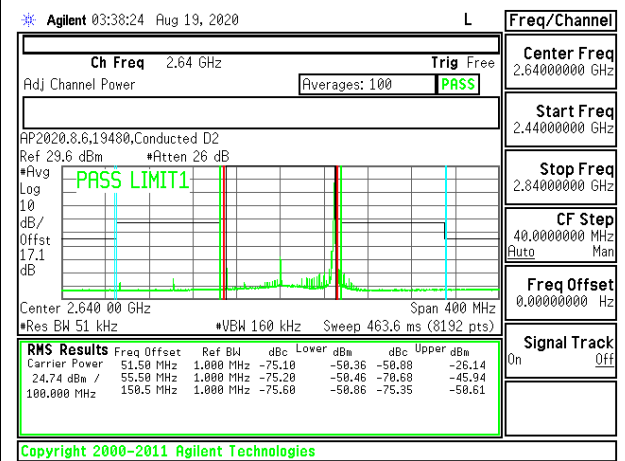 Agilent 03:38:24 Aug 19, 2020 L
Freq/Channel
Ch Freq 2.64 GHz Trig Free
Adj Channel Power Averages: 100 PASS
Center Freq
2.64000000 GHz
Start Freq
2.44000000 GHz
Stop Freq
2.84000000 GHz
CF Step
40.0000000 MHz
Auto Man
Freq Offset
0.00000000 Hz
Signal Track
On Off
AP2020.8.6,19480,Conducted D2
Ref 29.6 dBm #Atten 26 dB
#Avg
Log
10
dB/
Offst
17.1
dB
PASS LIMIT1
Center 2.640 00 GHz Span 400 MHz
#Res BW 51 kHz #VBW 160 kHz Sweep 463.6 ms (8192 pts)
RMS Results Freq Offset Ref BW dBc Lower dBm dBc Upper dBm
Carrier Power 51.50 MHz 1.000 MHz -75.10 -50.36 -50.88 -26.14
24.74 dBm / 55.50 MHz 1.000 MHz -75.20 -50.46 -70.68 -45.94
100.000 MHz 150.5 MHz 1.000 MHz -75.60 -50.86 -75.35 -50.61
Copyright 2000-2011 Agilent Technologies